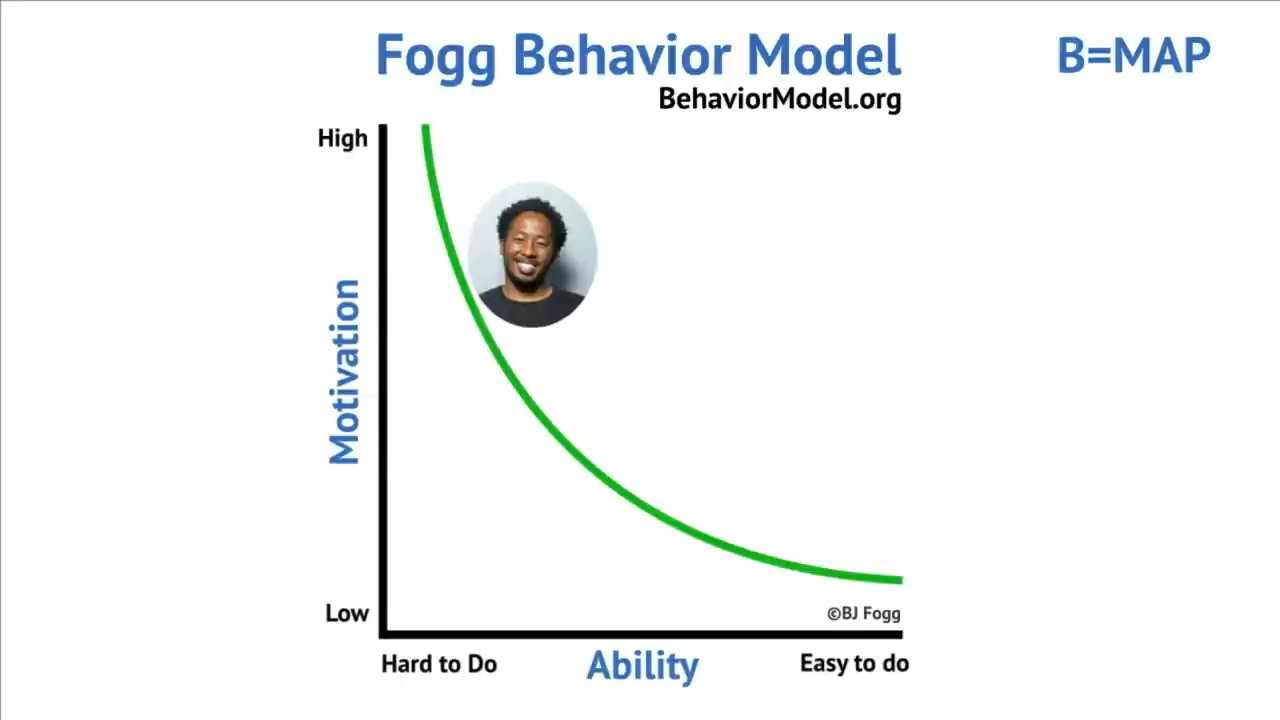 Fogg Behavior Model
B=MAP
BehaviorModel.org
High
Motivation
Low
©BJ Fogg
Hard to Do
Ability
Easy to do